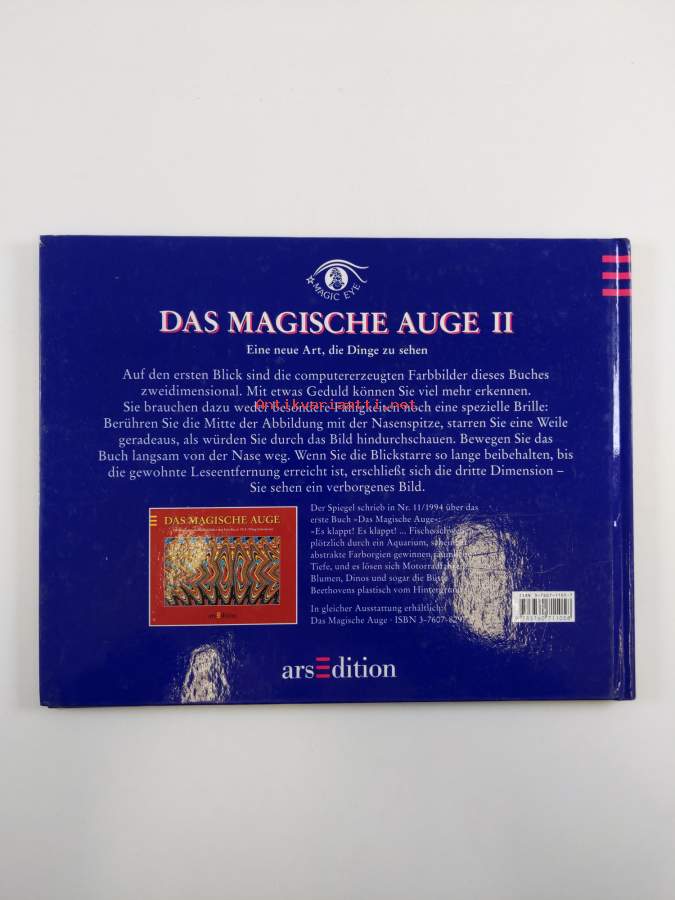 MAGIC EYE
DAS MAGISCHE AUGE II
Eine neue Art, die Dinge zu sehen
Auf den ersten Blick sind die computererzeugten Farbbilder dieses Buches
zweidimensional. Mit etwas Geduld können Sie viel mehr erkennen.
antikvariaatti.net
Sie brauchen dazu weder besondere Fähigkeiten noch eine spezielle Brille:
Berühren Sie die Mitte der Abbildung mit der Nasenspitze, starren Sie eine Weile
geradeaus, als würden Sie durch das Bild hindurchschauen. Bewegen Sie das
Buch langsam von der Nase weg. Wenn Sie die Blickstarre so lange beibehalten, bis
die gewohnte Leseentfernung erreicht ist, erschließt sich die dritte Dimension –
Sie sehen ein verborgenes Bild.
DAS MAGISCHE AUGE
arsEdition
Der Spiegel schrieb in Nr. 11/1994 über das
erste Buch »Das Magische Auge«:
»Es klappt! Es klappt! ... Fische
plötzlich durch ein Aquarium,
abstrakte Farborgien gewinnen
Tiefe, und es lösen sich
Blumen, Dinos und sogar die Büste
Beethovens plastisch vom
In gleicher Ausstattung erhältlich:
Das Magische Auge · ISBN
arsEdition